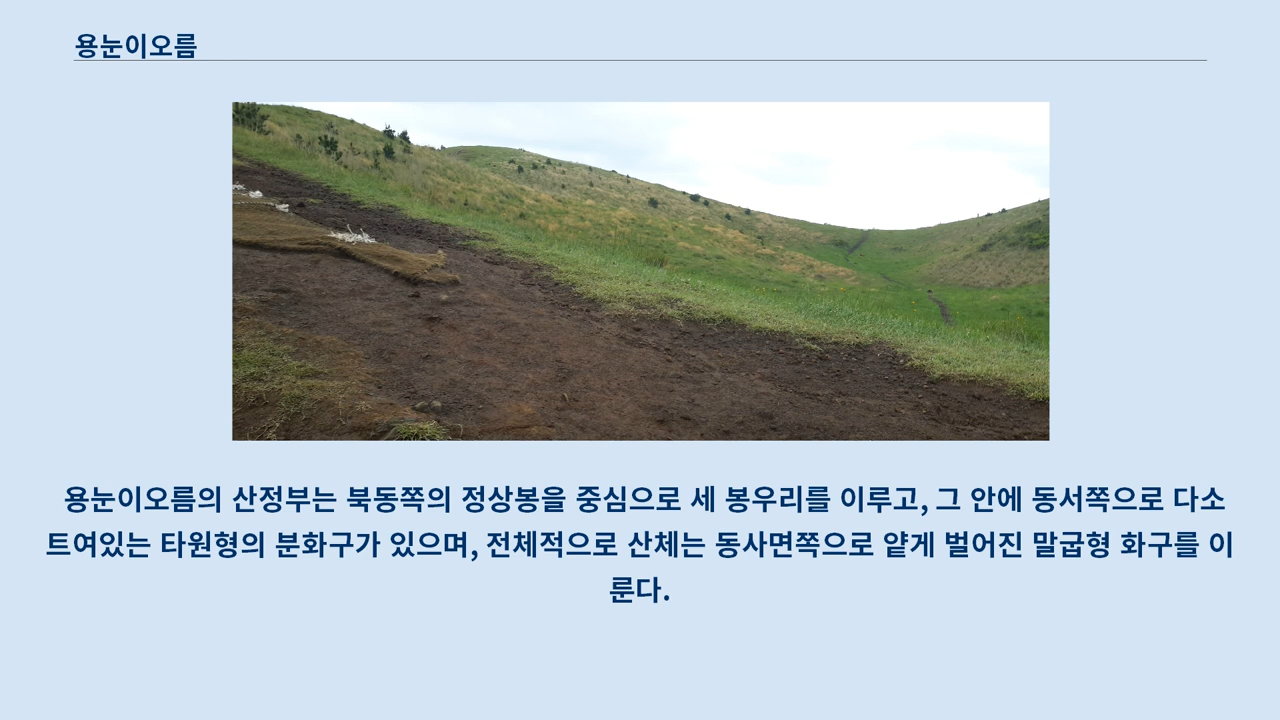 용눈이오름
용눈이오름의 산정부는 북동쪽의 정상봉을 중심으로 세 봉우리를 이루고, 그 안에 동서쪽으로 다소
트여있는 타원형의 분화구가 있으며, 전체적으로 산체는 동사면쪽으로 얕게 벌어진 말굽형 화구를 이
룬다.